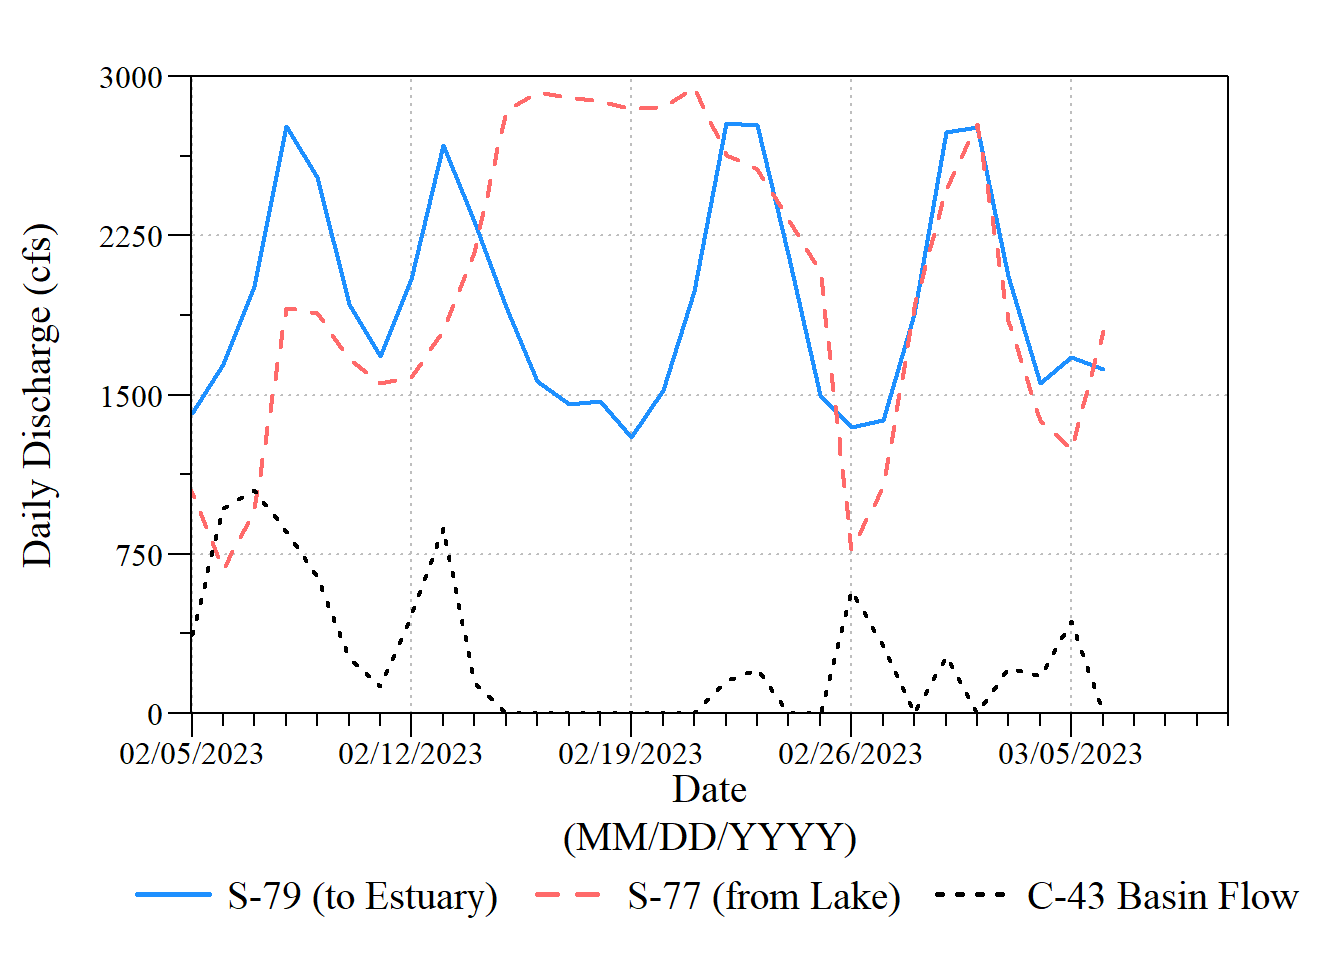 3000
2250
1500
750
0
Daily Discharge (cfs)
02/05/2023 02/12/2023 02/19/2023 02/26/2023 03/05/2023
Date
(MM/DD/YYYY)
S-79 (to Estuary) S-77 (from Lake) C-43 Basin Flow